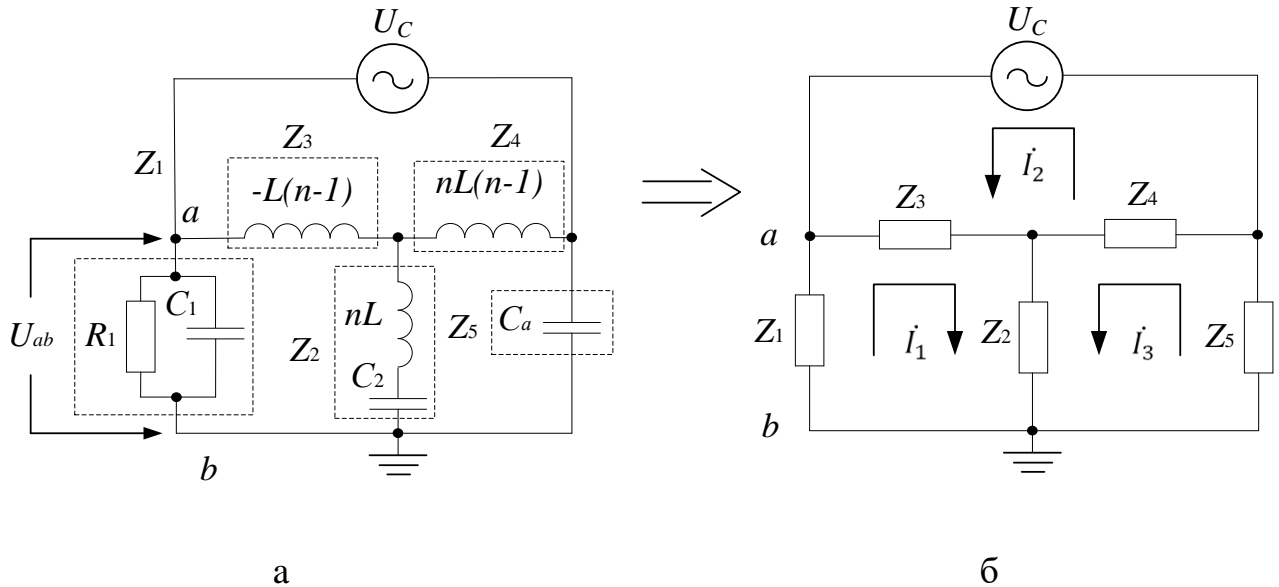 U_C
Z1
Z3
-L(n-1)
Z4
nL(n-1)
a
U_ab
R1
C1
Z2
nL
C2
Z5
C_a
b
а
U_C
İ2
Z3
Z4
a
Z1
İ1
Z2
İ3
Z5
b
б